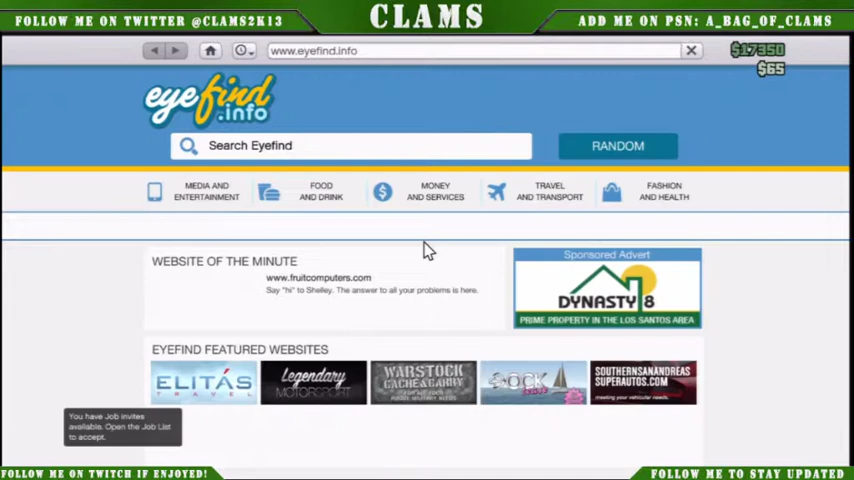 FOLLOW ME ON TWITTER @CLAMS2K13
CLAMS
ADD ME ON PSN: A_BAG_OF_CLAMS
www.eyefind.info
$17350
$65
eyefind
.info
Search Eyefind
RANDOM
MEDIA AND
ENTERTAINMENT
FOOD
AND DRINK
MONEY
AND SERVICES
TRAVEL
AND TRANSPORT
FASHION
AND HEALTH
WEBSITE OF THE MINUTE
www.fruitcomputers.com
Say "hi" to Shelley. The answer to all your problems is here.
Sponsored Advert
DYNASTY 8
PRIME PROPERTY IN THE LOS SANTOS AREA
EYEFIND FEATURED WEBSITES
ELITÁS
TRAVEL
Legendary
MOTORSPORT
WARSTOCK
CACHE & CARRY
DOCK
SOUTHERNSANANDREAS
SUPERAUTOS.COM
meeting your vehicular needs.
You have Job invites
available. Open the Job List
to accept.
FOLLOW ME ON TWITCH IF ENJOYED!
FOLLOW ME TO STAY UPDATED